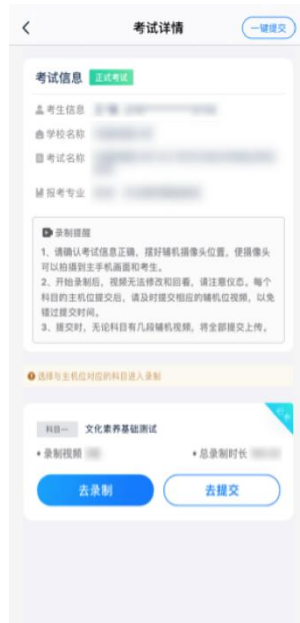 考试详情
一键提交
考试信息 正式考试
考生信息
学校名称
考试名称
报考专业
录制提醒
1、请确认考试信息正确，摆好辅机摄像头位置，使摄像头
可以拍摄到主手机画面和考生。
2、开始录制后，视频无法修改和回看，请注意仪态。每个
科目的主机位提交后，请及时提交相应的辅机位视频，以免
错过提交时间。
3、提交时，无论科目有几段辅机视频，将全部提交上传。
选择与主机位对应的科目进入录制
科目一 文化素养基础测试
录制视频
总录制时长
去录制
去提交